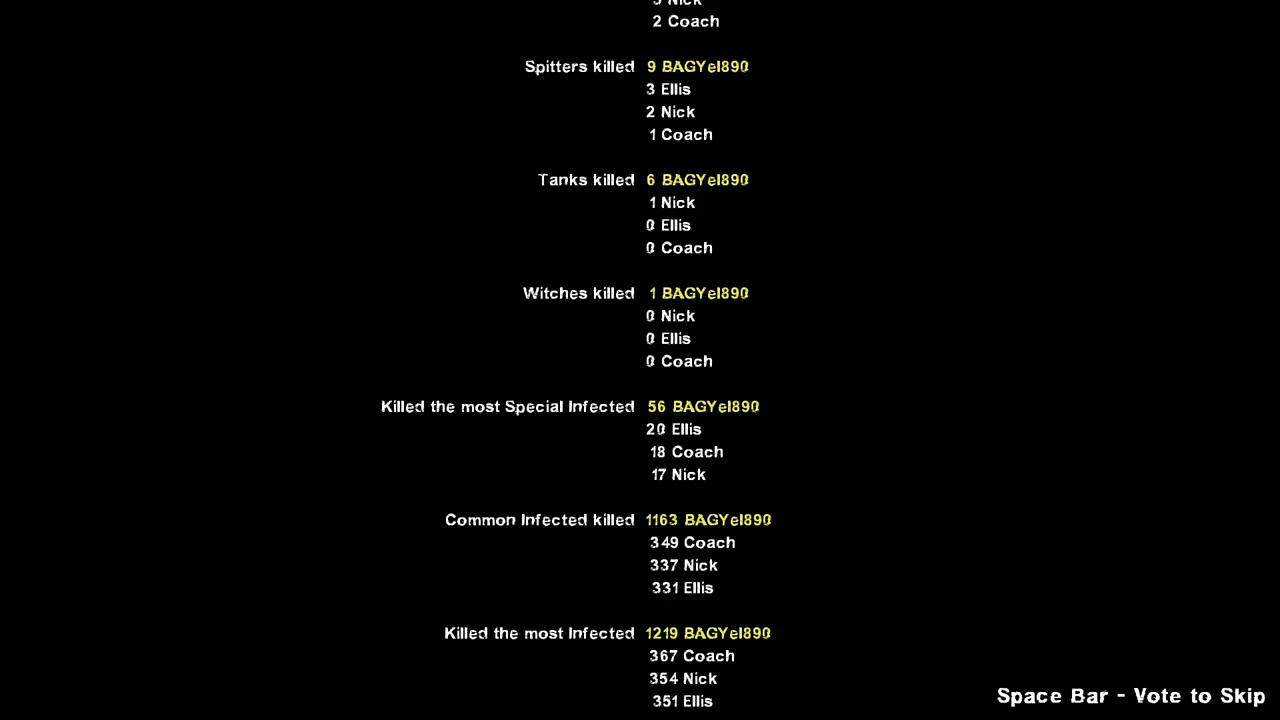 3 Nick
2 Coach
Spitters killed 9 BAGYel890
3 Ellis
2 Nick
1 Coach
Tanks killed 6 BAGYel890
1 Nick
0 Ellis
0 Coach
Witches killed 1 BAGYel890
0 Nick
0 Ellis
0 Coach
Killed the most Special Infected 56 BAGYel890
20 Ellis
18 Coach
17 Nick
Common Infected killed 1163 BAGYel890
349 Coach
337 Nick
331 Ellis
Killed the most Infected 1219 BAGYel890
367 Coach
354 Nick
351 Ellis
Space Bar - Vote to Skip